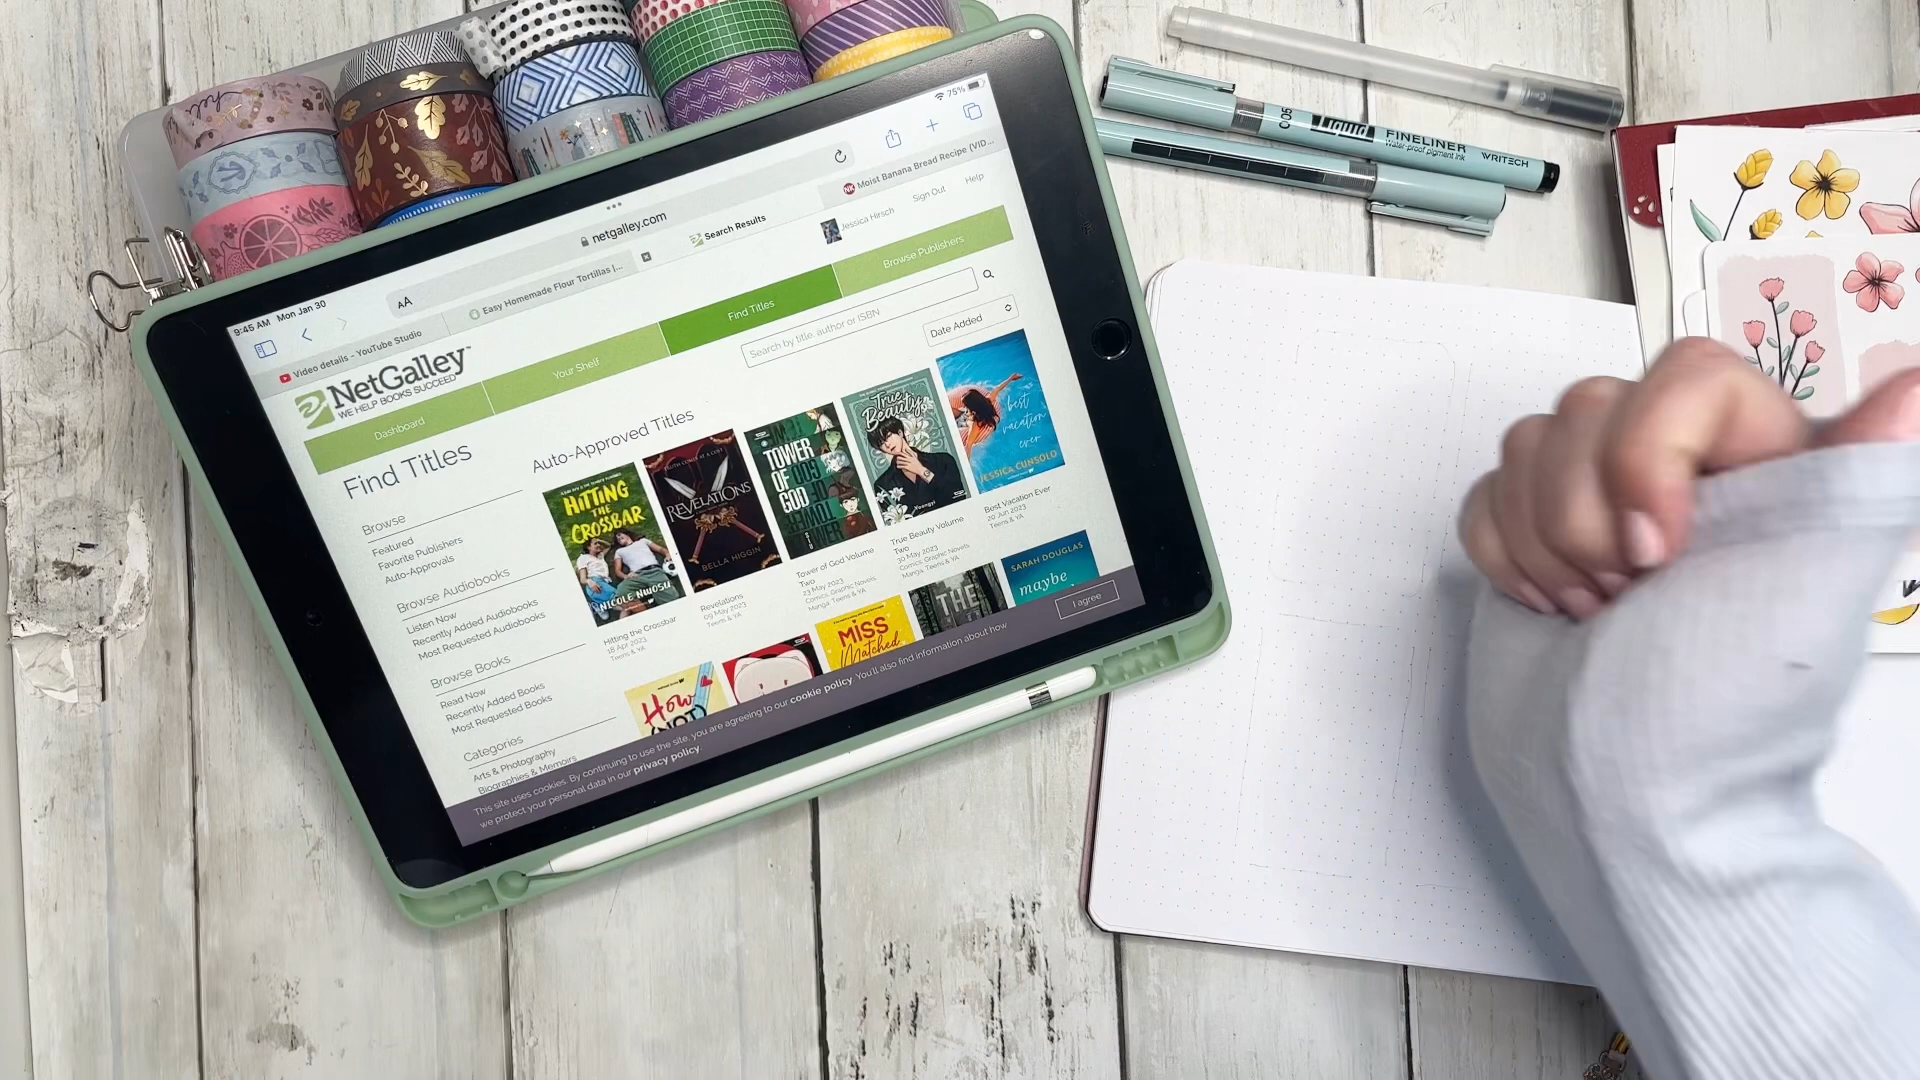 9:45 AM Mon Jan 30
75%
AA
netgalley.com
Video details - YouTube Studio
Easy Homemade Flour Tortillas |...
Search Results
Moist Banana Bread Recipe (VID...
NetGalley
WE HELP BOOKS SUCCEED
Jessica Hirsch
Sign Out
Help
Dashboard
Your Shelf
Find Titles
Browse Publishers
Search by title, author or ISBN
Find Titles
Auto-Approved Titles
Date Added
Browse
Featured
Favorite Publishers
Auto-Approvals
Browse Audiobooks
Listen Now
Recently Added Audiobooks
Most Requested Audiobooks
Browse Books
Read Now
Recently Added Books
Most Requested Books
Categories
Arts & Photography
Biographies & Memoirs
HITTING
THE
CROSSBAR
NICOLE NWOSU
Hitting the Crossbar
18 Apr 2023
Teens & YA
REVELATIONS
BELLA HIGGIN
Revelations
09 May 2023
Teens & YA
TOWER
OF
GOD
Tower of God Volume
Two
23 May 2023
Comics, Graphic Novels,
Manga, Teens & YA
True
Beauty
Yaongyi
True Beauty Volume
Two
30 May 2023
Comics, Graphic Novels,
Manga, Teens & YA
best
vacation
ever
JESSICA CUNSOLO
Best Vacation Ever
20 Jun 2023
Teens & YA
How
NOT
MISS
Matched
THE
SARAH DOUGLAS
maybe
This site uses cookies. By continuing to use the site, you are agreeing to our cookie policy. You'll also find information about how
we protect your personal data in our privacy policy.
I agree
005
Liquid
FINELINER
Water-proof pigment ink
WRITECH